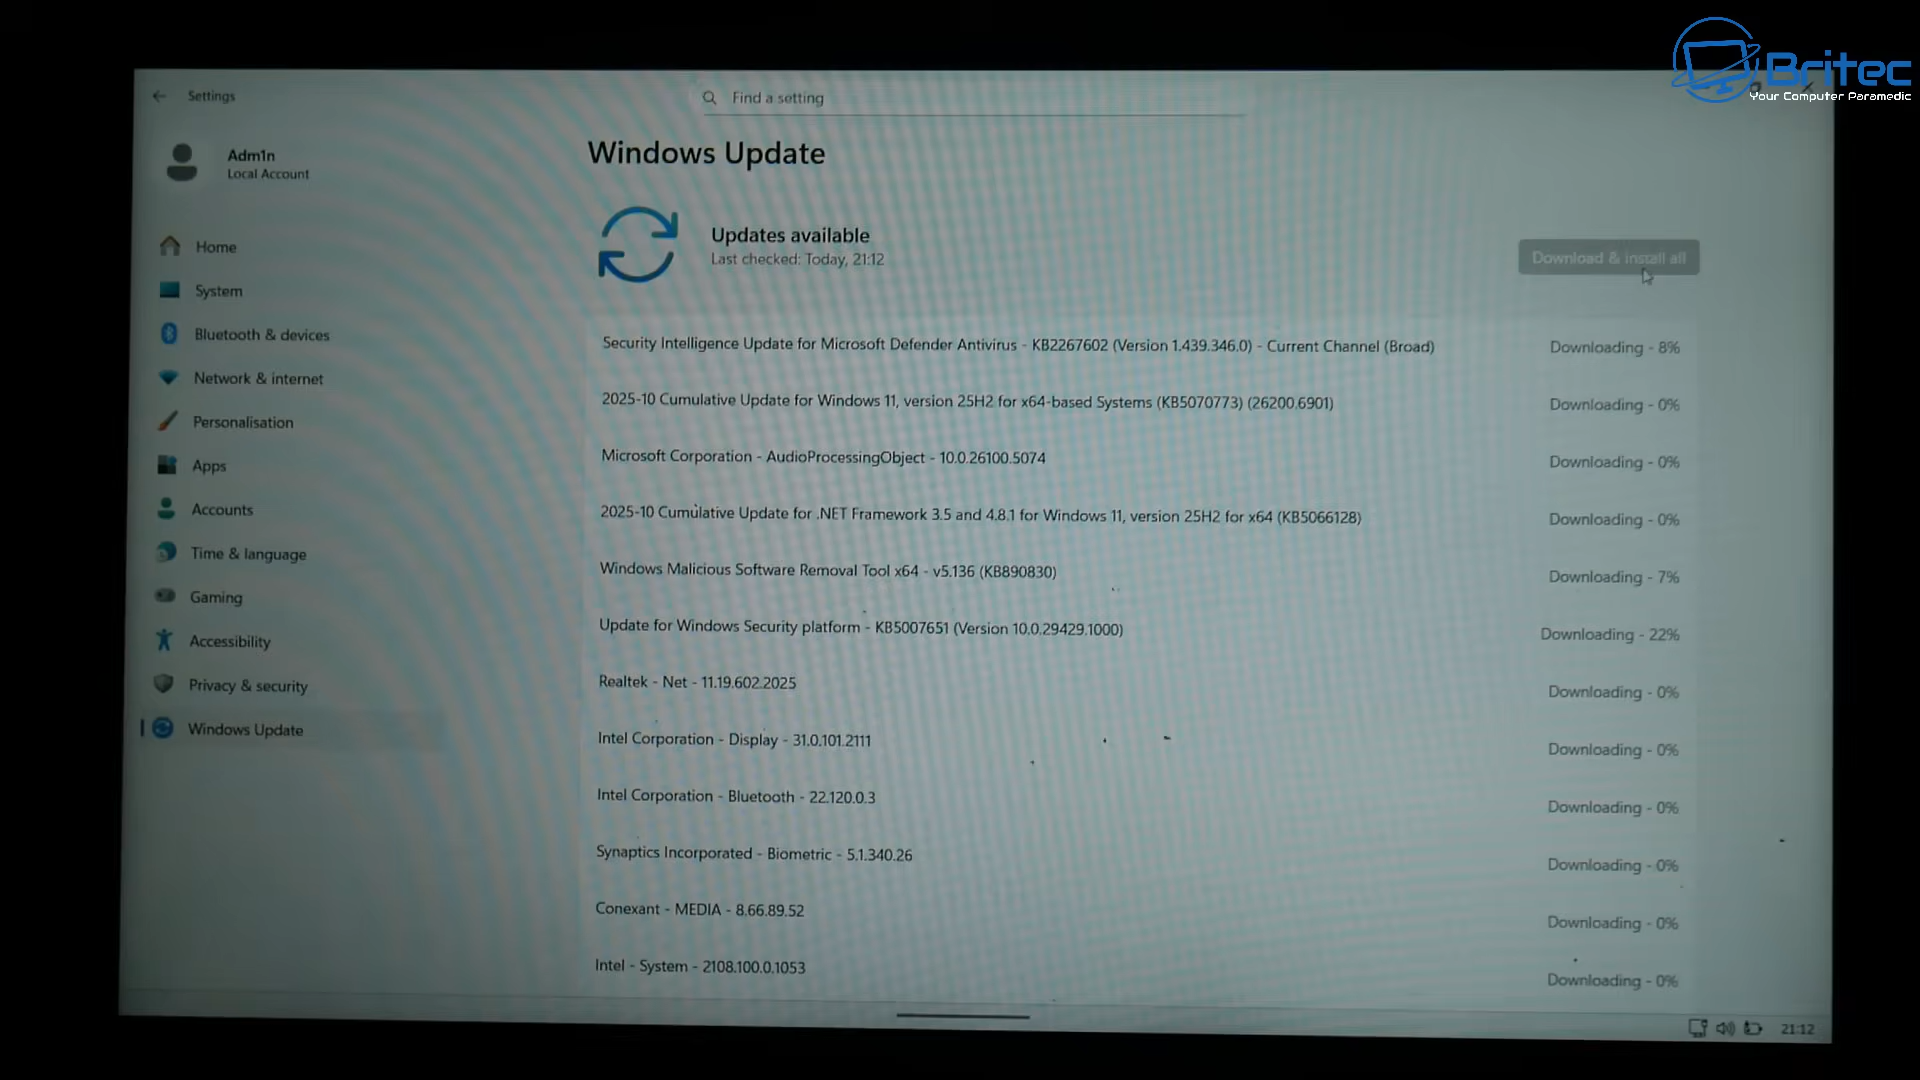 Britec
Your Computer Paramedic
Settings
Find a setting
Adm1n
Local Account
Windows Update
Updates available
Last checked: Today, 21:12
Download & install all
Home
System
Bluetooth & devices
Network & internet
Personalisation
Apps
Accounts
Time & language
Gaming
Accessibility
Privacy & security
Windows Update
Security Intelligence Update for Microsoft Defender Antivirus - KB2267602 (Version 1.439.346.0) - Current Channel (Broad) Downloading - 8%
2025-10 Cumulative Update for Windows 11, version 25H2 for x64-based Systems (KB5070773) (26200.6901) Downloading - 0%
Microsoft Corporation - AudioProcessingObject - 10.0.26100.5074 Downloading - 0%
2025-10 Cumulative Update for .NET Framework 3.5 and 4.8.1 for Windows 11, version 25H2 for x64 (KB5066128) Downloading - 0%
Windows Malicious Software Removal Tool x64 - v5.136 (KB890830) Downloading - 7%
Update for Windows Security platform - KB5007651 (Version 10.0.29429.1000) Downloading - 22%
Realtek - Net - 11.19.602.2025 Downloading - 0%
Intel Corporation - Display - 31.0.101.2111 Downloading - 0%
Intel Corporation - Bluetooth - 22.120.0.3 Downloading - 0%
Synaptics Incorporated - Biometric - 5.1.340.26 Downloading - 0%
Conexant - MEDIA - 8.66.89.52 Downloading - 0%
Intel - System - 2108.100.0.1053 Downloading - 0%
21:12